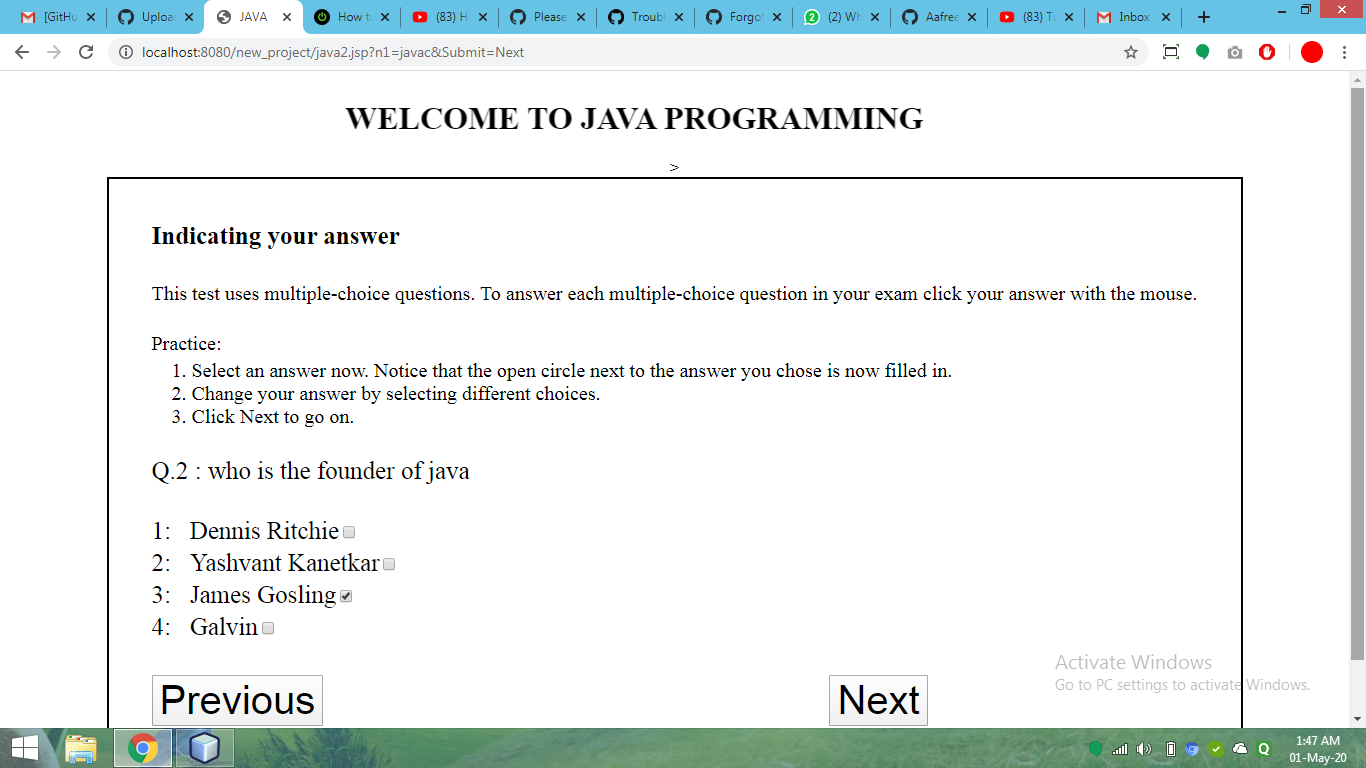 [GitHu
Uploa
JAVA
How t
(83) H
Please
Troubl
Forgot
(2) Wh
Aafree
(83) T
Inbox
localhost:8080/new_project/java2.jsp?n1=javac&Submit=Next
WELCOME TO JAVA PROGRAMMING
>
Indicating your answer
This test uses multiple-choice questions. To answer each multiple-choice question in your exam click your answer with the mouse.
Practice:
1. Select an answer now. Notice that the open circle next to the answer you chose is now filled in.
2. Change your answer by selecting different choices.
3. Click Next to go on.
Q.2 : who is the founder of java
1: Dennis Ritchie
2: Yashvant Kanetkar
3: James Gosling
4: Galvin
Previous
Next
Activate Windows
Go to PC settings to activate Windows.
1:47 AM
01-May-20